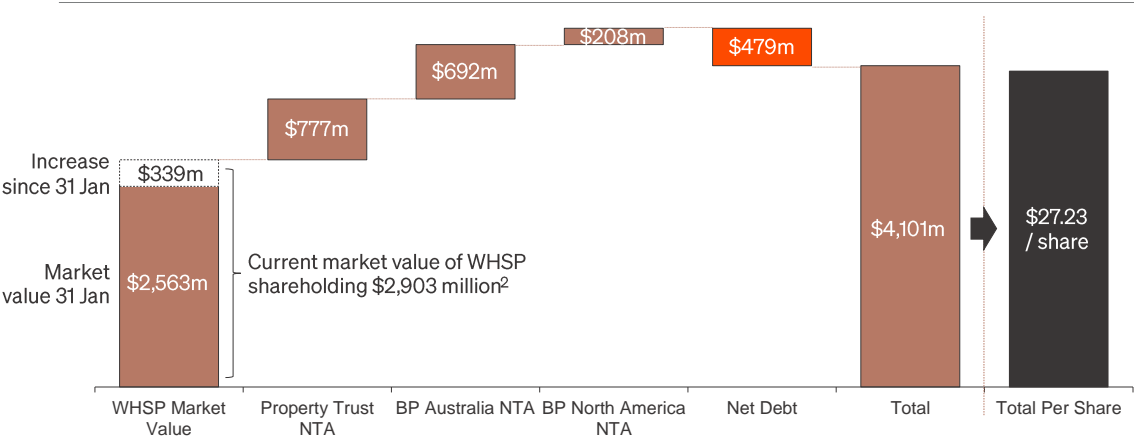 $208m
$479m
$692m
$777m
Increase
since 31 Jan
$339m
$27.23
/ share
$4,101m
Current market value of WHSP
shareholding $2,903 million2
Market
value 31 Jan
$2,563m
WHSP Market
Value
Property Trust
NTA
BP Australia NTA
BP North America
NTA
Net Debt
Total
Total Per Share